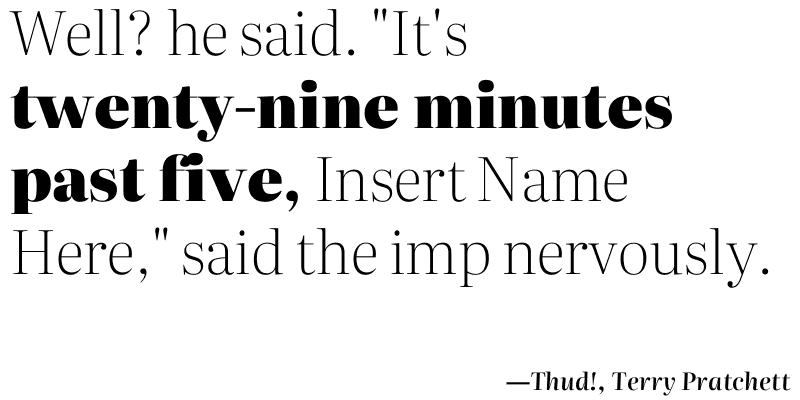 Well? he said. "It's
twenty-nine minutes
past five, Insert Name
Here," said the imp nervously.
—Thud!, Terry Pratchett